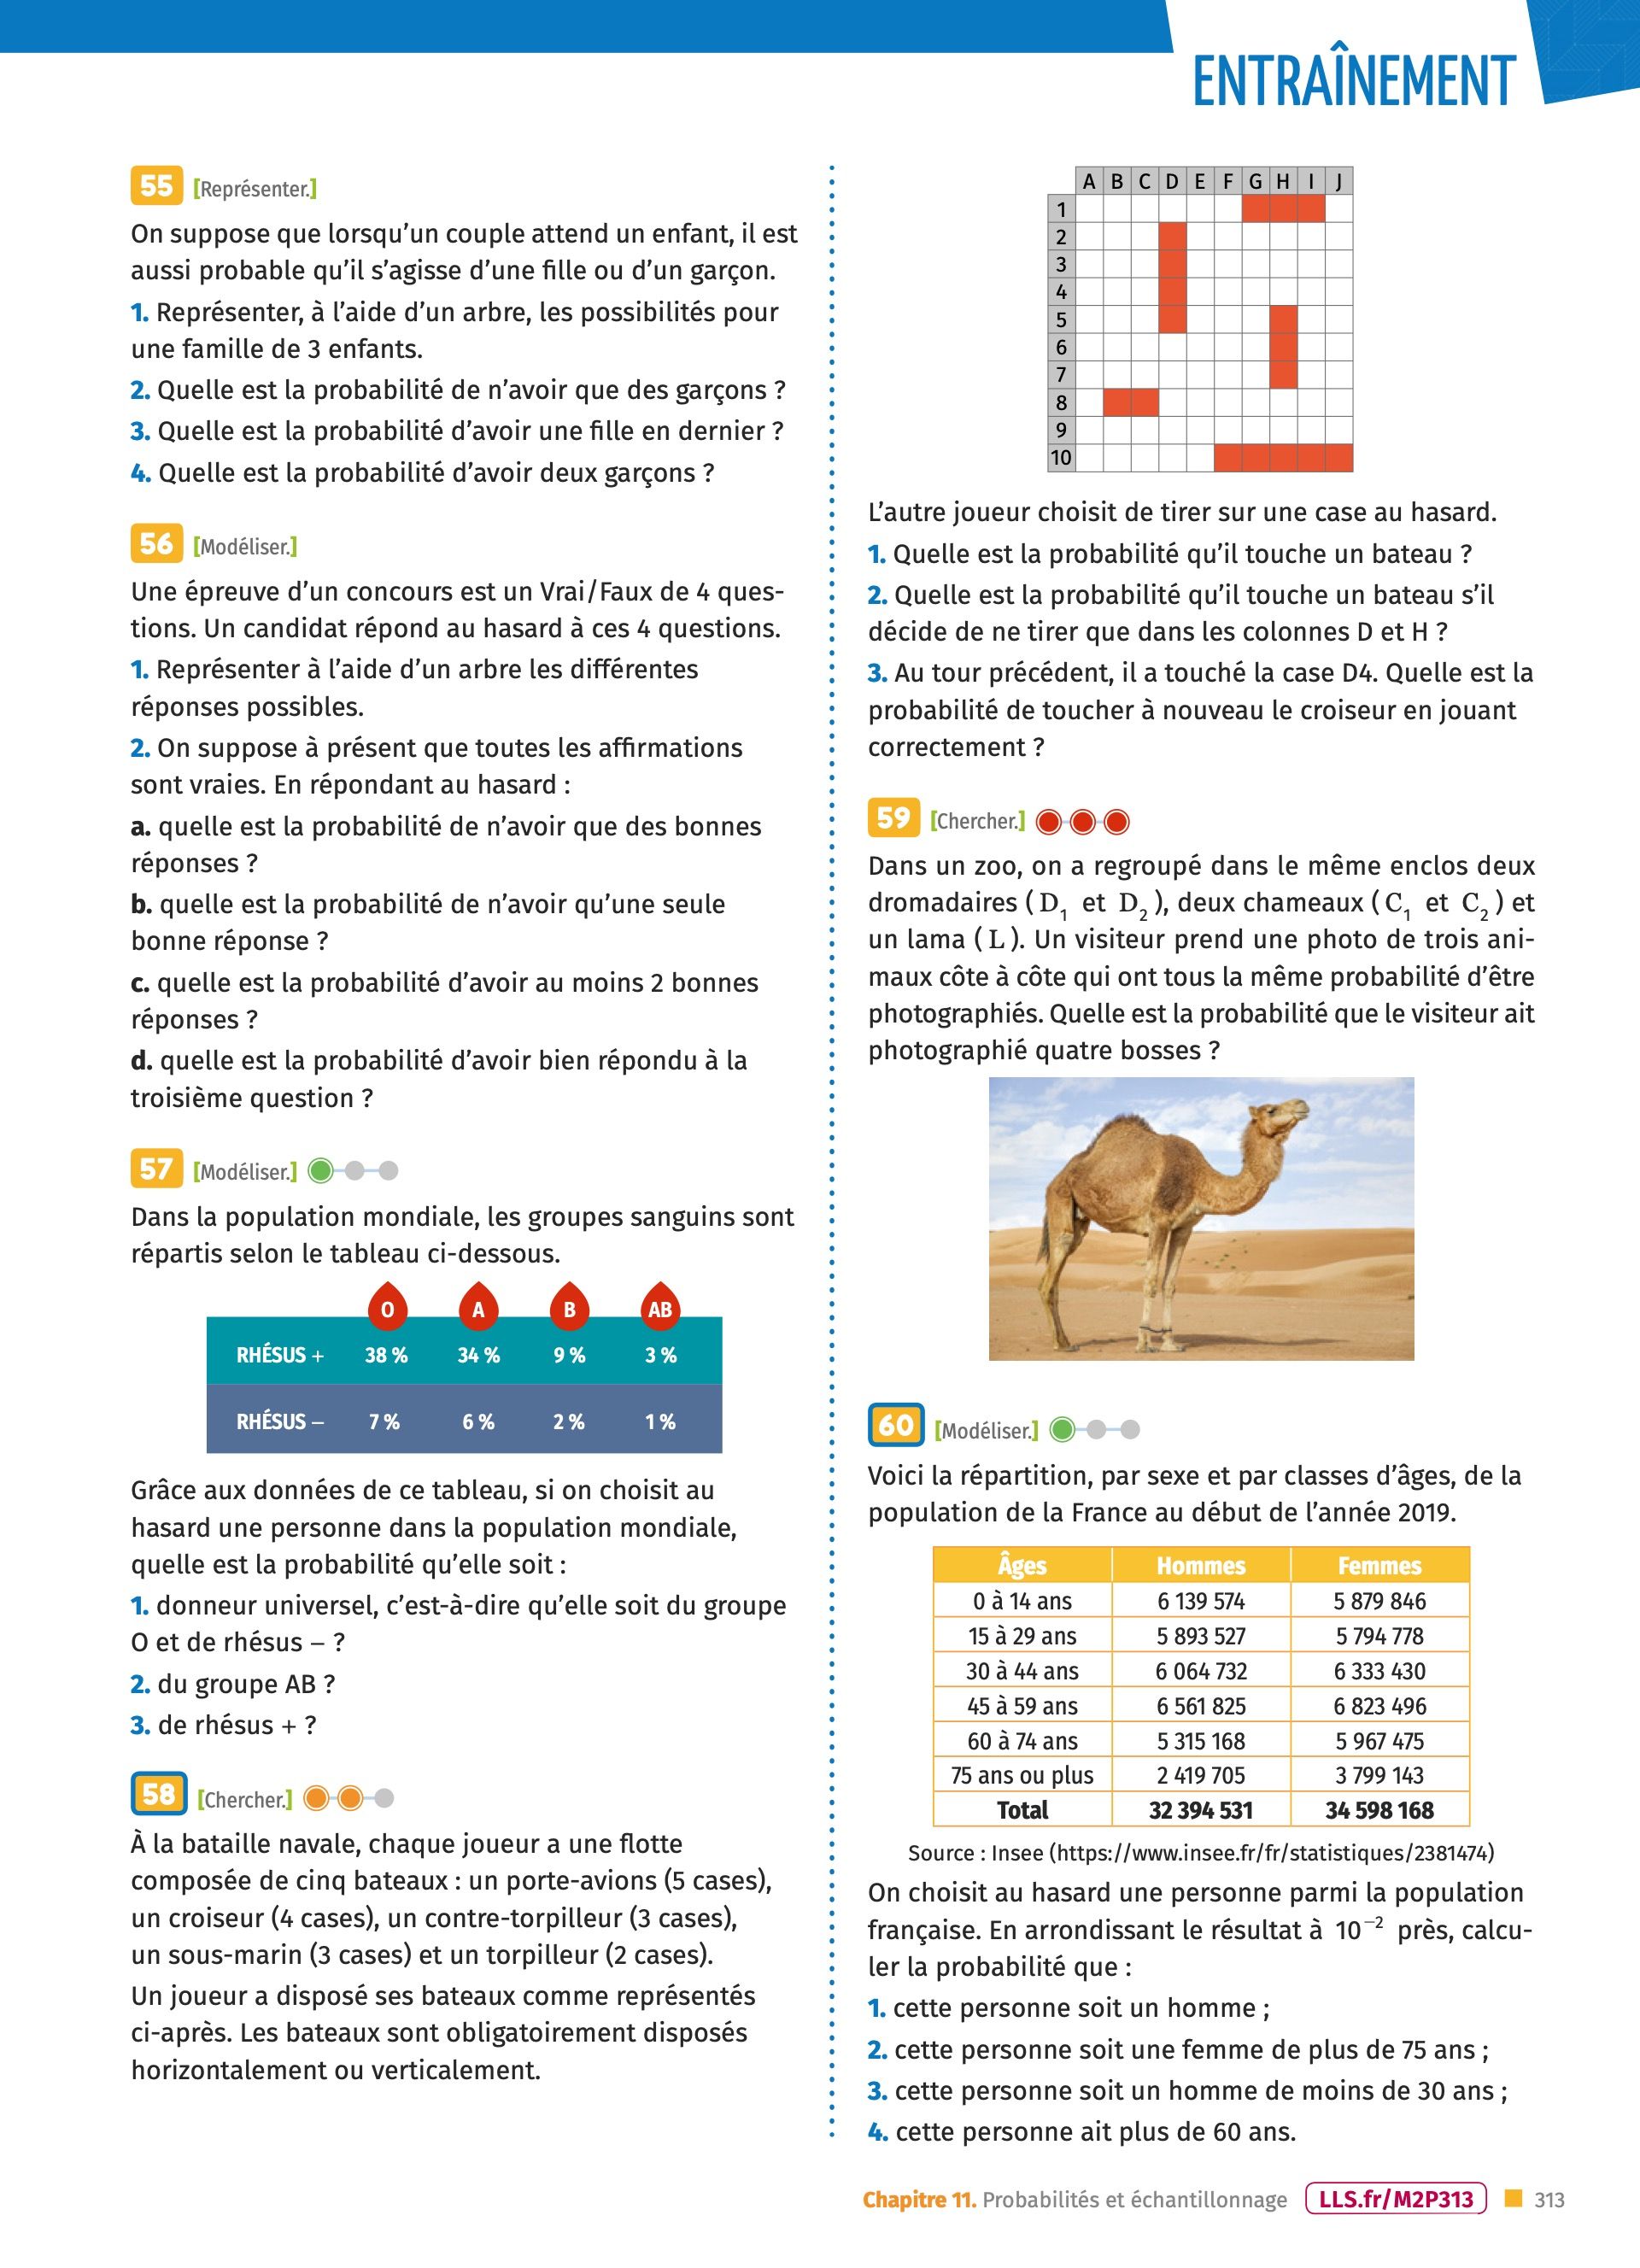 ENTRAÎNEMENT
55 [Représenter.]
On suppose que lorsqu’un couple attend un enfant, il est
aussi probable qu’il s’agisse d’une fille ou d’un garçon.
1. Représenter, à l’aide d’un arbre, les possibilités pour
une famille de 3 enfants.
2. Quelle est la probabilité de n’avoir que des garçons ?
3. Quelle est la probabilité d’avoir une fille en dernier ?
4. Quelle est la probabilité d’avoir deux garçons ?
56 [Modéliser.]
Une épreuve d’un concours est un Vrai/Faux de 4 ques-
tions. Un candidat répond au hasard à ces 4 questions.
1. Représenter à l’aide d’un arbre les différentes
réponses possibles.
2. On suppose à présent que toutes les affirmations
sont vraies. En répondant au hasard :
a. quelle est la probabilité de n’avoir que des bonnes
réponses ?
b. quelle est la probabilité de n’avoir qu’une seule
bonne réponse ?
c. quelle est la probabilité d’avoir au moins 2 bonnes
réponses ?
d. quelle est la probabilité d’avoir bien répondu à la
troisième question ?
57 [Modéliser.]
Dans la population mondiale, les groupes sanguins sont
répartis selon le tableau ci-dessous.
O A B AB
RHÉSUS + 38 % 34 % 9 % 3 %
RHÉSUS – 7 % 6 % 2 % 1 %
Grâce aux données de ce tableau, si on choisit au
hasard une personne dans la population mondiale,
quelle est la probabilité qu’elle soit :
1. donneur universel, c’est-à-dire qu’elle soit du groupe
O et de rhésus – ?
2. du groupe AB ?
3. de rhésus + ?
58 [Chercher.]
À la bataille navale, chaque joueur a une flotte
composée de cinq bateaux : un porte-avions (5 cases),
un croiseur (4 cases), un contre-torpilleur (3 cases),
un sous-marin (3 cases) et un torpilleur (2 cases).
Un joueur a disposé ses bateaux comme représentés
ci-après. Les bateaux sont obligatoirement disposés
horizontalement ou verticalement.
A B C D E F G H I J
1
2
3
4
5
6
7
8
9
10
L’autre joueur choisit de tirer sur une case au hasard.
1. Quelle est la probabilité qu’il touche un bateau ?
2. Quelle est la probabilité qu’il touche un bateau s’il
décide de ne tirer que dans les colonnes D et H ?
3. Au tour précédent, il a touché la case D4. Quelle est la
probabilité de toucher à nouveau le croiseur en jouant
correctement ?
59 [Chercher.]
Dans un zoo, on a regroupé dans le même enclos deux
dromadaires (D₁ et D₂), deux chameaux (C₁ et C₂) et
un lama (L). Un visiteur prend une photo de trois ani-
maux côte à côte qui ont tous la même probabilité d’être
photographiés. Quelle est la probabilité que le visiteur ait
photographié quatre bosses ?
60 [Modéliser.]
Voici la répartition, par sexe et par classes d’âges, de la
population de la France au début de l’année 2019.
Âges Hommes Femmes
0 à 14 ans 6 139 574 5 879 846
15 à 29 ans 5 893 527 5 794 778
30 à 44 ans 6 064 732 6 333 430
45 à 59 ans 6 561 825 6 823 496
60 à 74 ans 5 315 168 5 967 475
75 ans ou plus 2 419 705 3 799 143
Total 32 394 531 34 598 168
Source : Insee (https://www.insee.fr/fr/statistiques/2381474)
On choisit au hasard une personne parmi la population
française. En arrondissant le résultat à 10⁻² près, calcu-
ler la probabilité que :
1. cette personne soit un homme ;
2. cette personne soit une femme de plus de 75 ans ;
3. cette personne soit un homme de moins de 30 ans ;
4. cette personne ait plus de 60 ans.
Chapitre 11. Probabilités et échantillonnage LLS.fr/M2P313 313